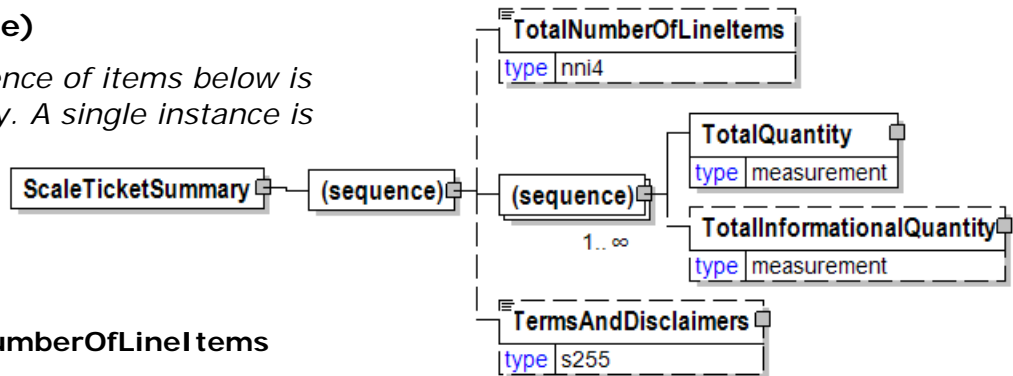 e)
ence of items below is
y. A single instance is
TotalNumberOfLineItems
type nni4
ScaleTicketSummary
(sequence)
(sequence)
1.. ∞
TotalQuantity
type measurement
TotalInformationalQuantity
type measurement
TermsAndDisclaimers
type s255
umberOfLineItems